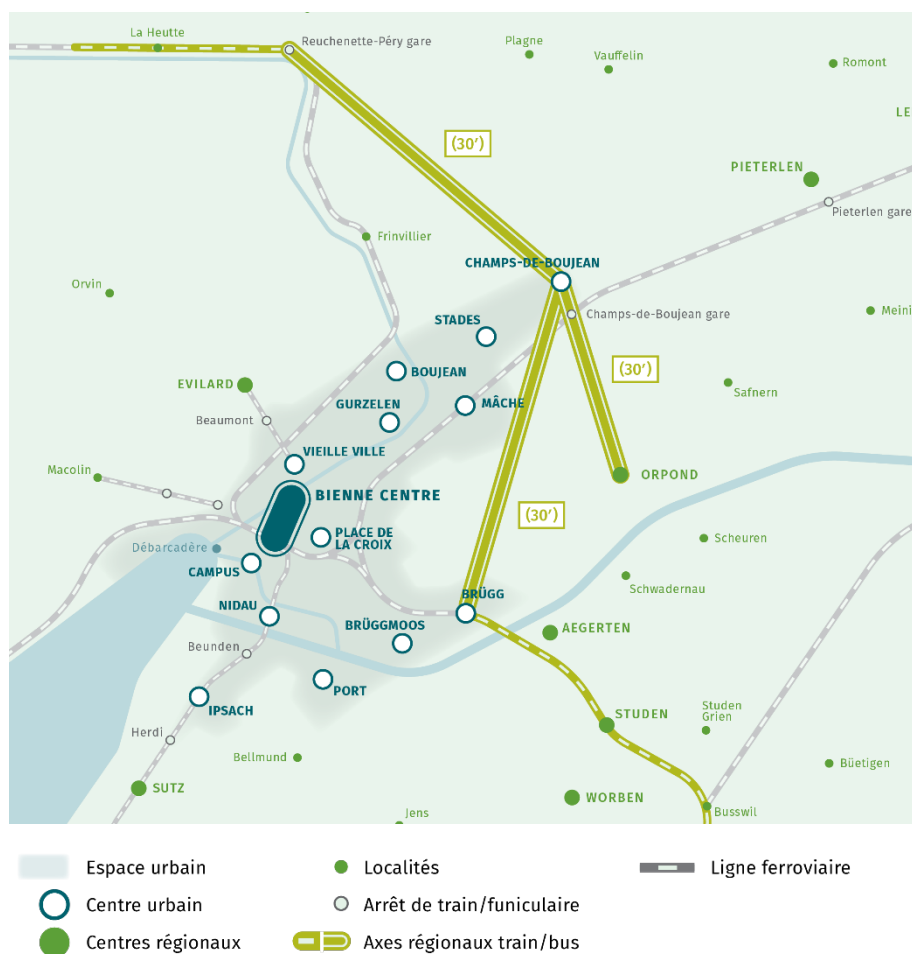 La Heutte
Reuchenette-Péry gare
Plagne
Vauffelin
Romont
LE
(30')
PIETERLEN
Pieterlen gare
Frinvillier
CHAMPS-DE-BOUJEAN
Orvin
Champs-de-Boujean gare
Meini
STADES
BOUJEAN
(30')
EVILARD
Safnern
GURZELEN
MÂCHE
Beaumont
VIEILLE VILLE
Macolin
ORPOND
BIENNE CENTRE
(30')
PLACE DE
LA CROIX
Scheuren
Débarcadère
CAMPUS
Schwadernau
BRÜGG
NIDAU
BRÜGGMOOS
AEGERTEN
Beunden
PORT
IPSACH
Studen
Grien
STUDEN
Herdi
Bellmund
Büetigen
SUTZ
WORBEN
Jens
Busswil
Espace urbain
Localités
Ligne ferroviaire
Centre urbain
Arrêt de train/funiculaire
Centres régionaux
Axes régionaux train/bus